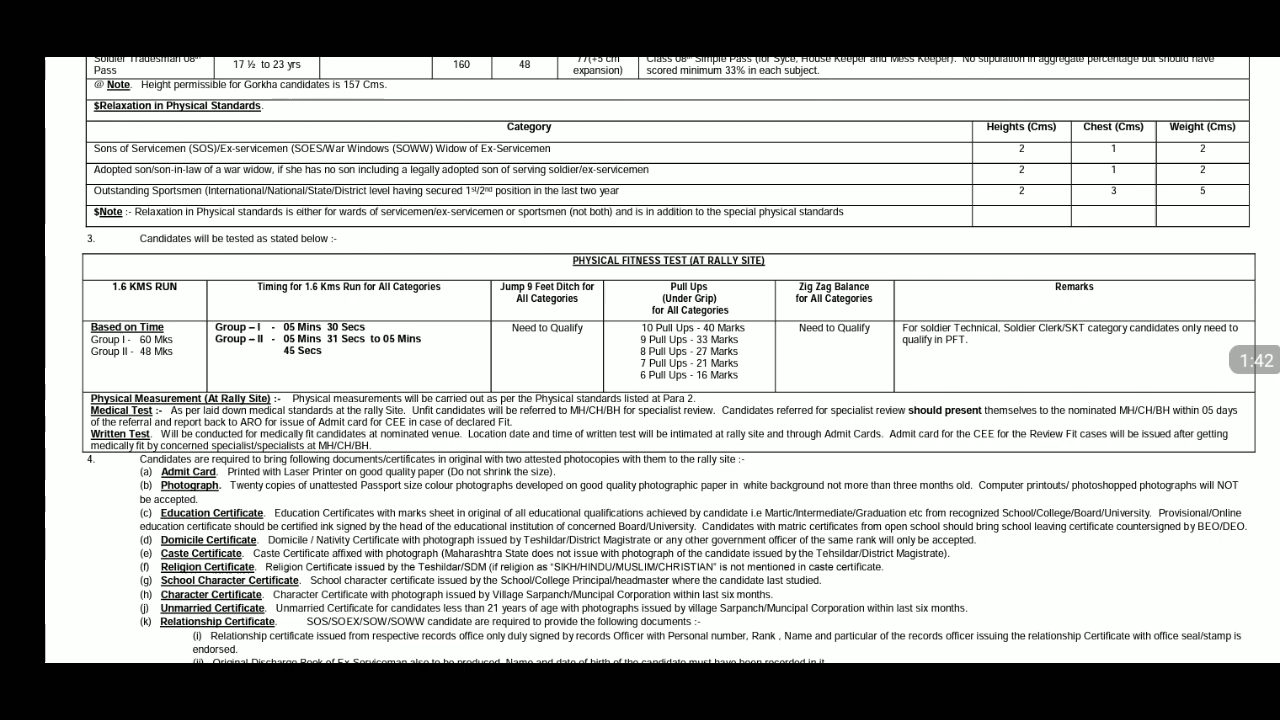 Soldier Tradesman 08th
Pass
17 ½ to 23 yrs
160
48
77(+5 cm
expansion)
Class 08th Simple Pass (for Syce, House Keeper and Mess Keeper). No stipulation in aggregate percentage but should have
scored minimum 33% in each subject.
@ Note. Height permissible for Gorkha candidates is 157 Cms.
$Relaxation in Physical Standards.
Category Heights (Cms) Chest (Cms) Weight (Cms)
Sons of Servicemen (SOS)/Ex-servicemen (SOES/War Windows (SOWW) Widow of Ex-Servicemen 2 1 2
Adopted son/son-in-law of a war widow, if she has no son including a legally adopted son of serving soldier/ex-servicemen 2 1 2
Outstanding Sportsmen (International/National/State/District level having secured 1st/2nd position in the last two year 2 3 5
$Note :- Relaxation in Physical standards is either for wards of servicemen/ex-servicemen or sportsmen (not both) and is in addition to the special physical standards
3. Candidates will be tested as stated below :-
PHYSICAL FITNESS TEST (AT RALLY SITE)
1.6 KMS RUN
Timing for 1.6 Kms Run for All Categories
Jump 9 Feet Ditch for
All Categories
Pull Ups
(Under Grip)
for All Categories
Zig Zag Balance
for All Categories
Remarks
Based on Time
Group I - 60 Mks
Group II - 48 Mks
Group – I - 05 Mins 30 Secs
Group – II - 05 Mins 31 Secs to 05 Mins
45 Secs
Need to Qualify
10 Pull Ups - 40 Marks
9 Pull Ups - 33 Marks
8 Pull Ups - 27 Marks
7 Pull Ups - 21 Marks
6 Pull Ups - 16 Marks
Need to Qualify
For soldier Technical, Soldier Clerk/SKT category candidates only need to
qualify in PFT.
1:42
Physical Measurement (At Rally Site) :- Physical measurements will be carried out as per the Physical standards listed at Para 2.
Medical Test :- As per laid down medical standards at the rally Site. Unfit candidates will be referred to MH/CH/BH for specialist review. Candidates referred for specialist review should present themselves to the nominated MH/CH/BH within 05 days
of the referral and report back to ARO for issue of Admit card for CEE in case of declared Fit.
Written Test. Will be conducted for medically fit candidates at nominated venue. Location date and time of written test will be intimated at rally site and through Admit Cards. Admit card for the CEE for the Review Fit cases will be issued after getting
medically fit by concerned specialist/specialists at MH/CH/BH.
4. Candidates are required to bring following documents/certificates in original with two attested photocopies with them to the rally site :-
(a) Admit Card. Printed with Laser Printer on good quality paper (Do not shrink the size).
(b) Photograph. Twenty copies of unattested Passport size colour photographs developed on good quality photographic paper in white background not more than three months old. Computer printouts/ photoshopped photographs will NOT
be accepted.
(c) Education Certificate. Education Certificates with marks sheet in original of all educational qualifications achieved by candidate i.e Martic/Intermediate/Graduation etc from recognized School/College/Board/University. Provisional/Online
education certificate should be certified ink signed by the head of the educational institution of concerned Board/University. Candidates with matric certificates from open school should bring school leaving certificate countersigned by BEO/DEO.
(d) Domicile Certificate. Domicile / Nativity Certificate with photograph issued by Teshildar/District Magistrate or any other government officer of the same rank will only be accepted.
(e) Caste Certificate. Caste Certificate affixed with photograph (Maharashtra State does not issue with photograph of the candidate issued by the Tehsildar/District Magistrate).
(f) Religion Certificate. Religion Certificate issued by the Teshildar/SDM (if religion as “SIKH/HINDU/MUSLIM/CHRISTIAN” is not mentioned in caste certificate.
(g) School Character Certificate. School character certificate issued by the School/College Principal/headmaster where the candidate last studied.
(h) Character Certificate. Character Certificate with photograph issued by Village Sarpanch/Muncipal Corporation within last six months.
(j) Unmarried Certificate. Unmarried Certificate for candidates less than 21 years of age with photographs issued by village Sarpanch/Muncipal Corporation within last six months.
(k) Relationship Certificate. SOS/SOEX/SOW/SOWW candidate are required to provide the following documents :-
(i) Relationship certificate issued from respective records office only duly signed by records Officer with Personal number, Rank , Name and particular of the records officer issuing the relationship Certificate with office seal/stamp is
endorsed.
(ii) Original Discharge Book of Ex-Serviceman also to be produced. Name and date of birth of the candidate must have been recorded in it.